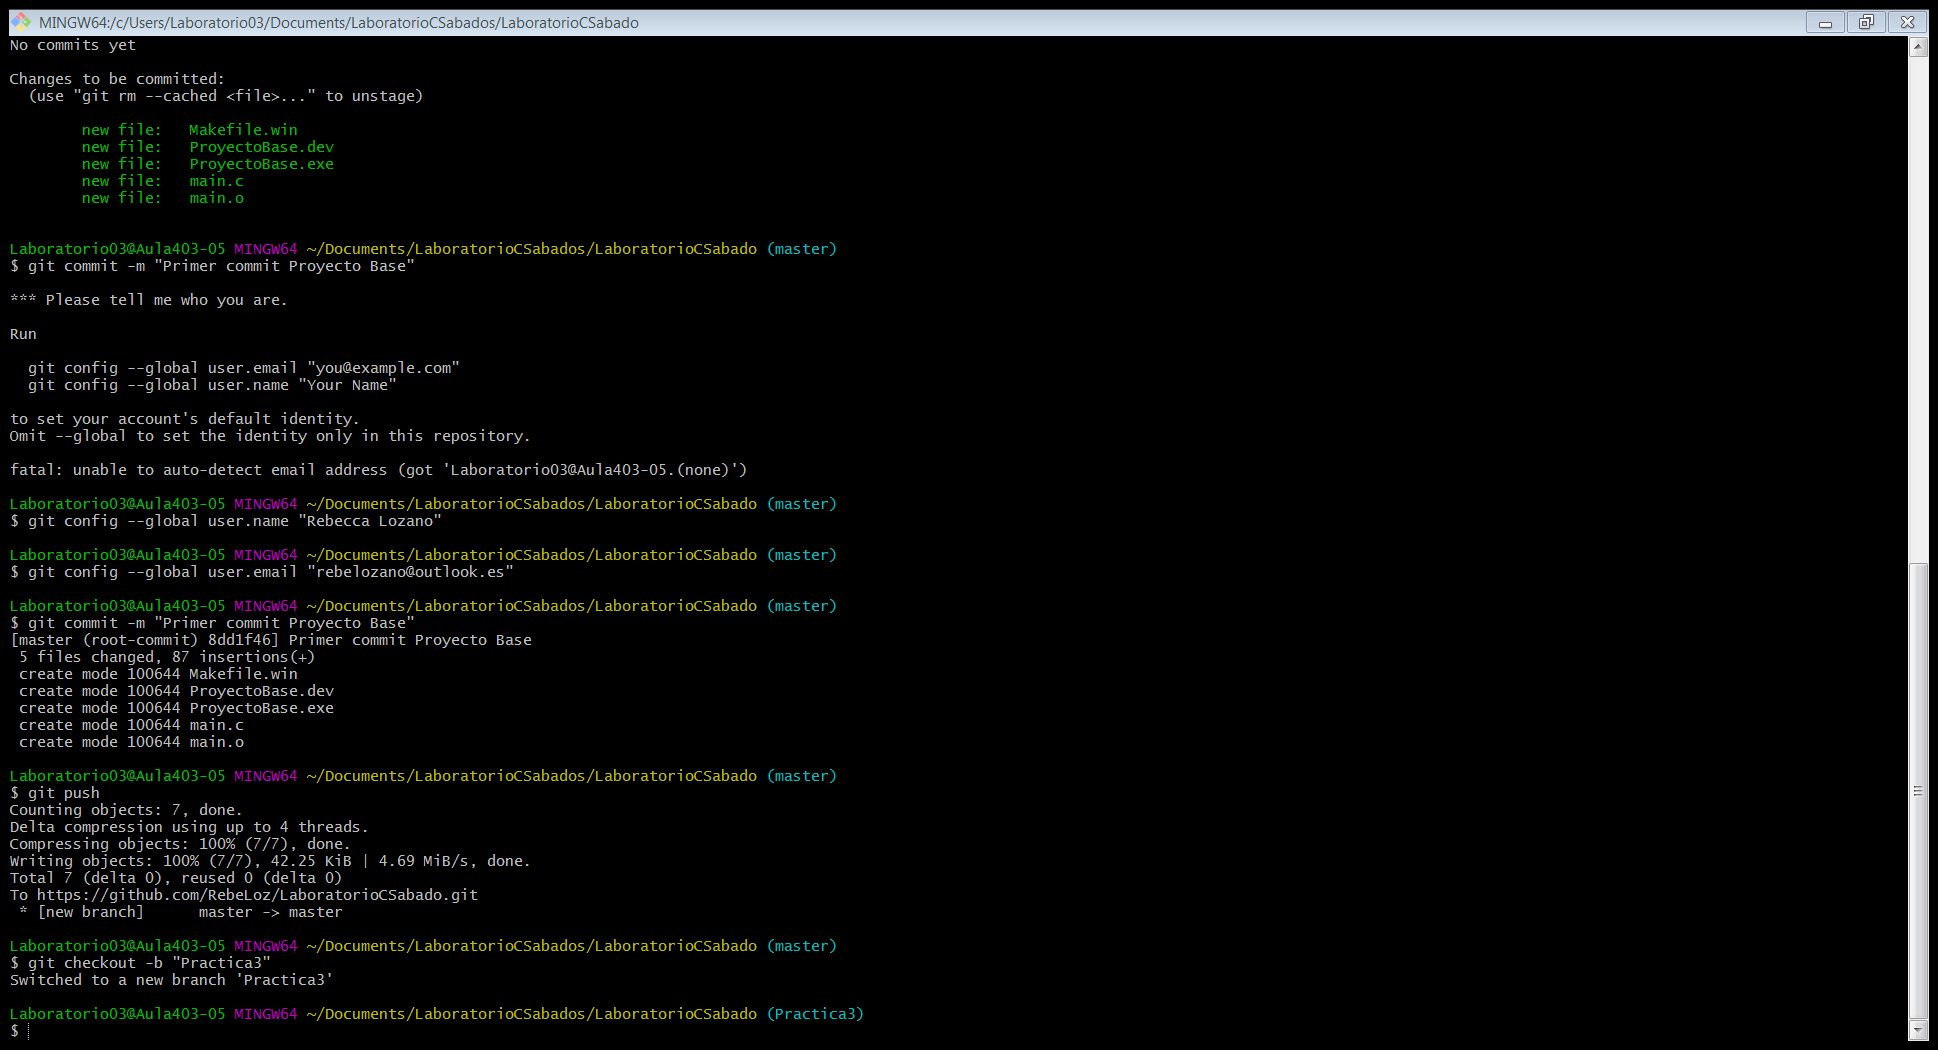 MINGW64:/c/Users/Laboratorio03/Documents/LaboratorioCSabados/LaboratorioCSabado
No commits yet
Changes to be committed:
  (use "git rm --cached <file>..." to unstage)
        new file:   Makefile.win
        new file:   ProyectoBase.dev
        new file:   ProyectoBase.exe
        new file:   main.c
        new file:   main.o
Laboratorio03@Aula403-05 MINGW64 ~/Documents/LaboratorioCSabados/LaboratorioCSabado (master)
$ git commit -m "Primer commit Proyecto Base"
*** Please tell me who you are.
Run
  git config --global user.email "you@example.com"
  git config --global user.name "Your Name"
to set your account's default identity.
Omit --global to set the identity only in this repository.
fatal: unable to auto-detect email address (got 'Laboratorio03@Aula403-05.(none)')
Laboratorio03@Aula403-05 MINGW64 ~/Documents/LaboratorioCSabados/LaboratorioCSabado (master)
$ git config --global user.name "Rebecca Lozano"
Laboratorio03@Aula403-05 MINGW64 ~/Documents/LaboratorioCSabados/LaboratorioCSabado (master)
$ git config --global user.email "rebelozano@outlook.es"
Laboratorio03@Aula403-05 MINGW64 ~/Documents/LaboratorioCSabados/LaboratorioCSabado (master)
$ git commit -m "Primer commit Proyecto Base"
[master (root-commit) 8dd1f46] Primer commit Proyecto Base
 5 files changed, 87 insertions(+)
 create mode 100644 Makefile.win
 create mode 100644 ProyectoBase.dev
 create mode 100644 ProyectoBase.exe
 create mode 100644 main.c
 create mode 100644 main.o
Laboratorio03@Aula403-05 MINGW64 ~/Documents/LaboratorioCSabados/LaboratorioCSabado (master)
$ git push
Counting objects: 7, done.
Delta compression using up to 4 threads.
Compressing objects: 100% (7/7), done.
Writing objects: 100% (7/7), 42.25 KiB | 4.69 MiB/s, done.
Total 7 (delta 0), reused 0 (delta 0)
To https://github.com/RebeLoz/LaboratorioCSabado.git
 * [new branch]      master -> master
Laboratorio03@Aula403-05 MINGW64 ~/Documents/LaboratorioCSabados/LaboratorioCSabado (master)
$ git checkout -b "Practica3"
Switched to a new branch 'Practica3'
Laboratorio03@Aula403-05 MINGW64 ~/Documents/LaboratorioCSabados/LaboratorioCSabado (Practica3)
$